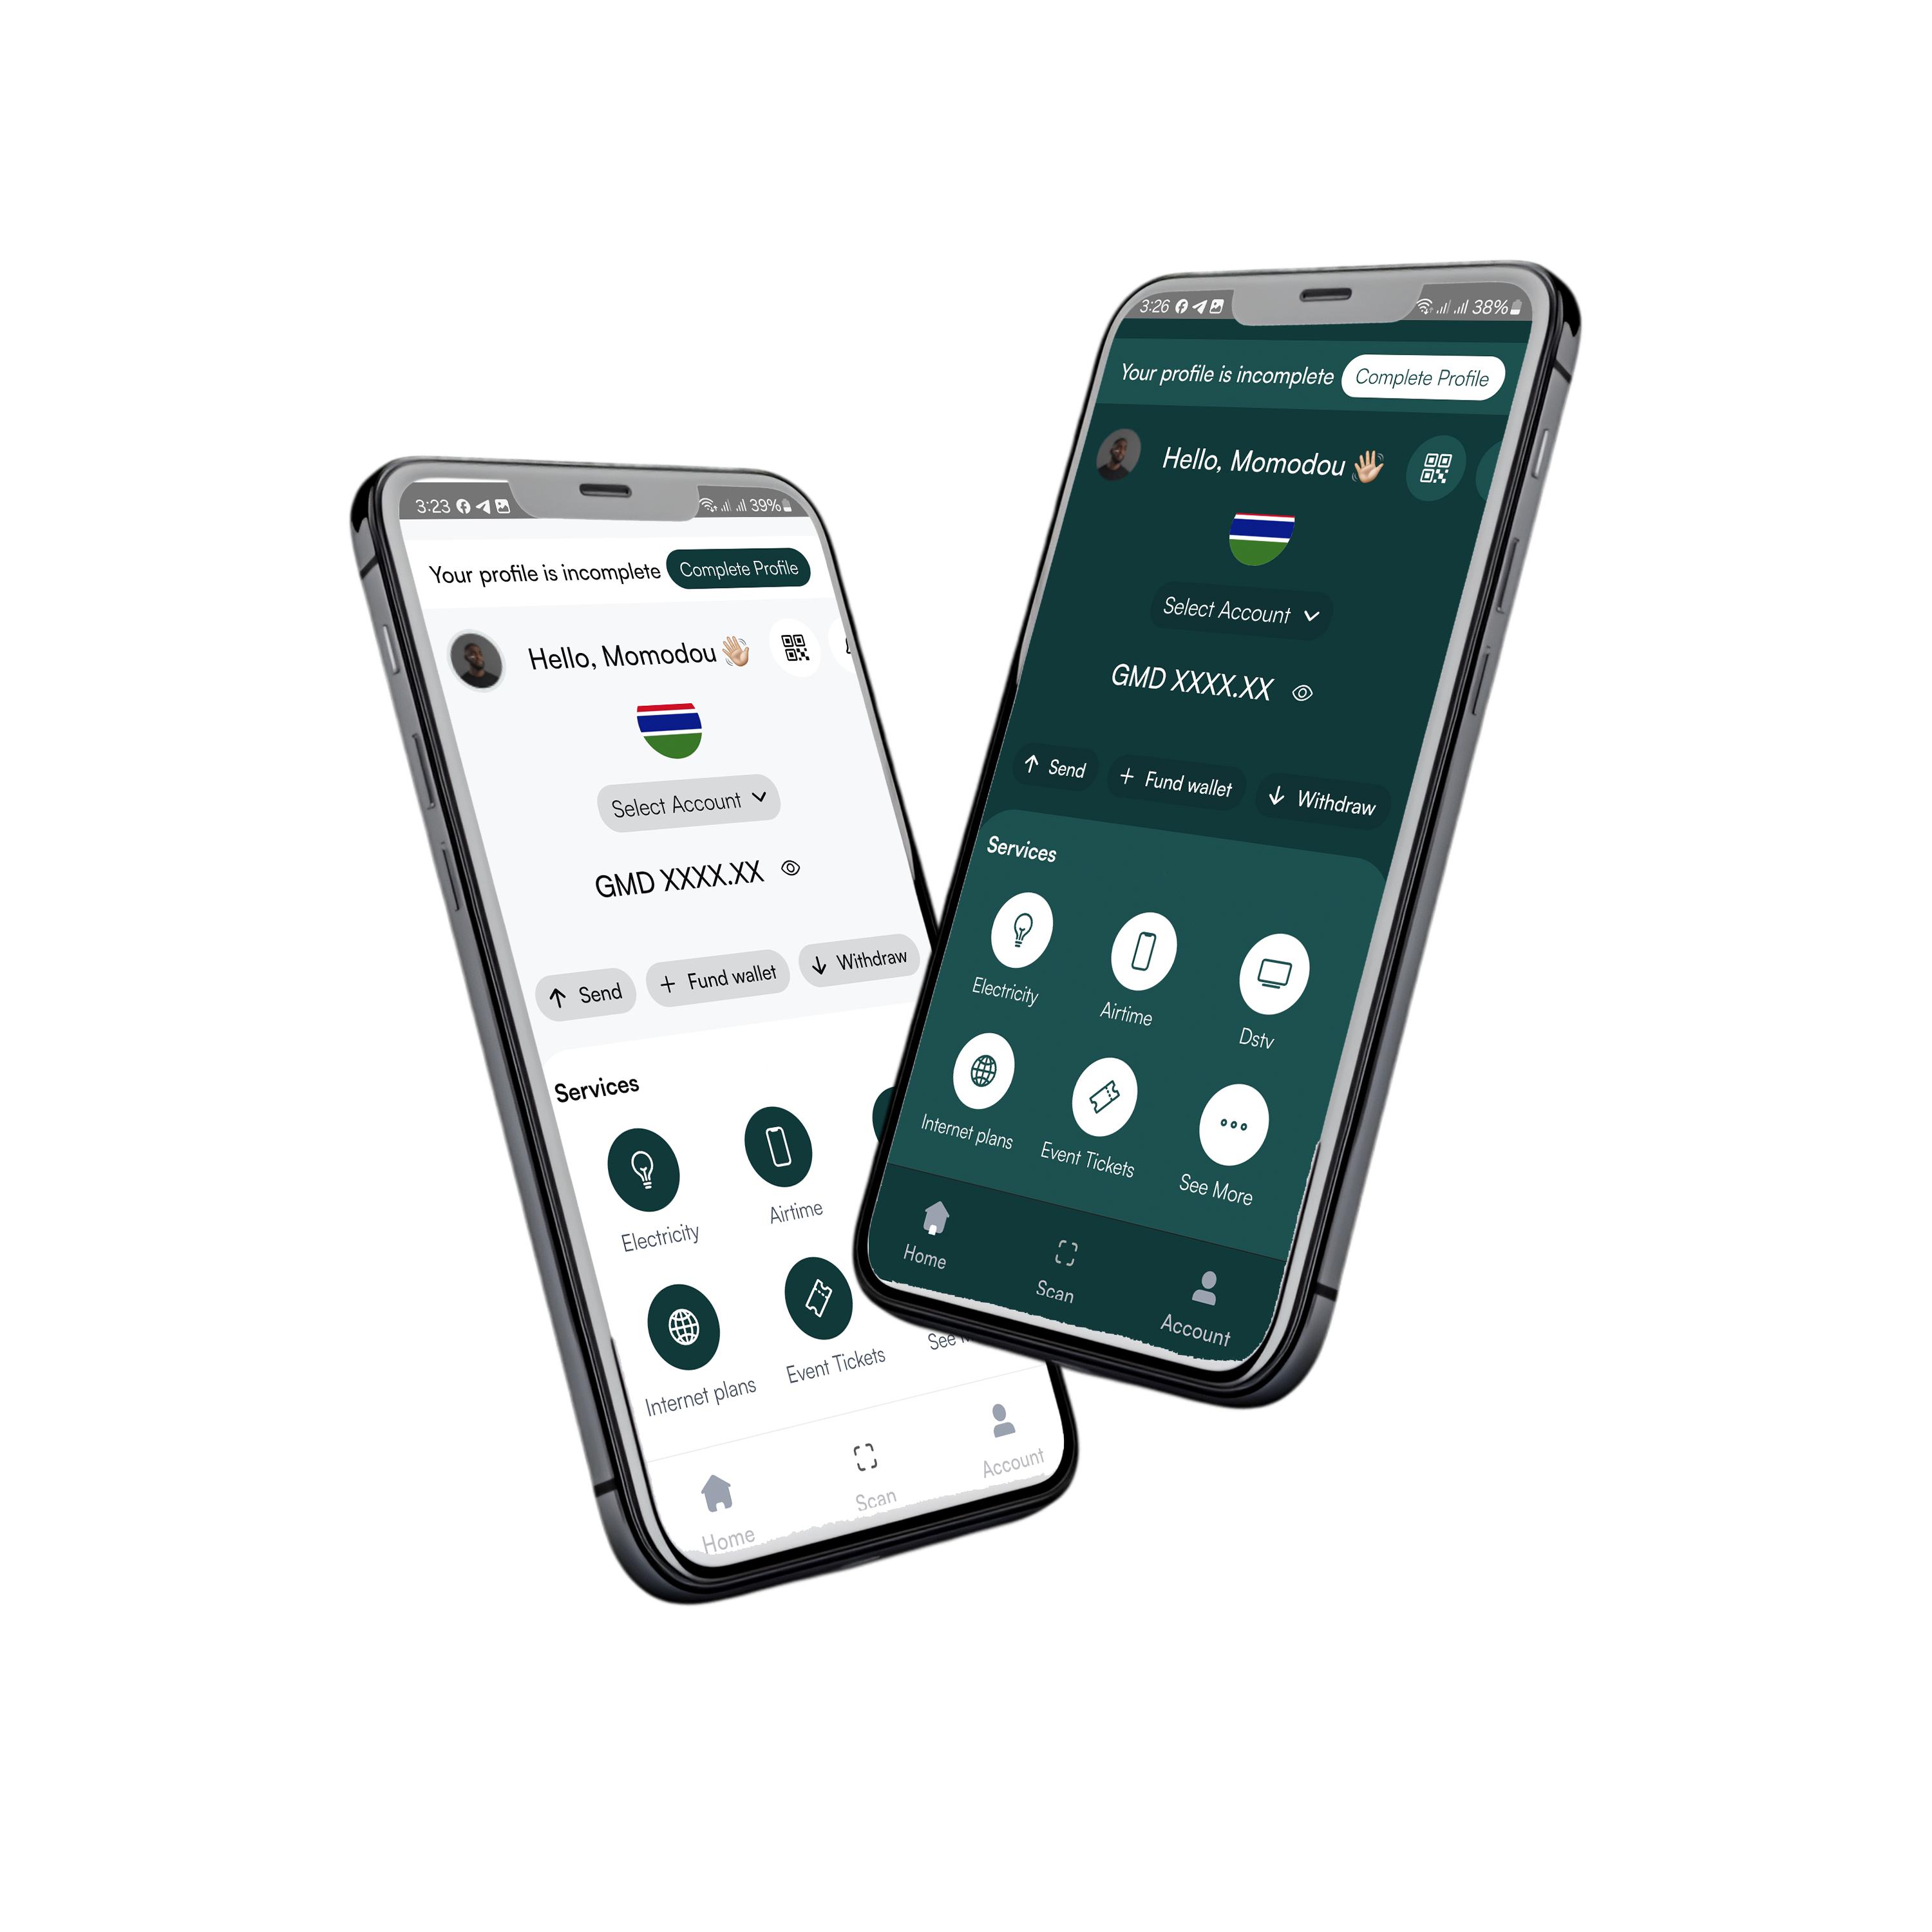 3:23
39%
Your profile is incomplete
Complete Profile
Hello, Momodou
Select Account
GMD XXXX.XX
Send
Fund wallet
Withdraw
Services
Electricity
Airtime
Internet plans
Event Tickets
See
Home
Scan
Account
3:26
38%
Your profile is incomplete
Complete Profile
Hello, Momodou
Select Account
GMD XXXX.XX
Send
Fund wallet
Withdraw
Services
Electricity
Airtime
Dstv
Internet plans
Event Tickets
See More
Home
Scan
Account